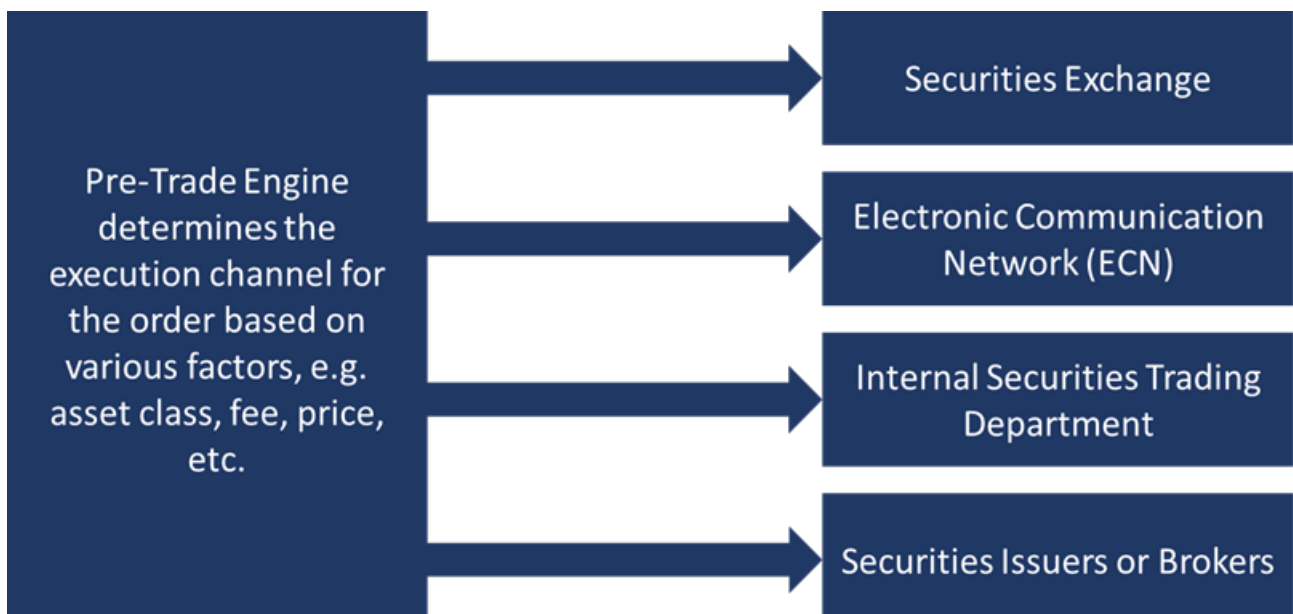 Pre-Trade Engine
determines the
execution channel for
the order based on
various factors, e.g.
asset class, fee, price,
etc.
Securities Exchange
Electronic Communication
Network (ECN)
Internal Securities Trading
Department
Securities Issuers or Brokers